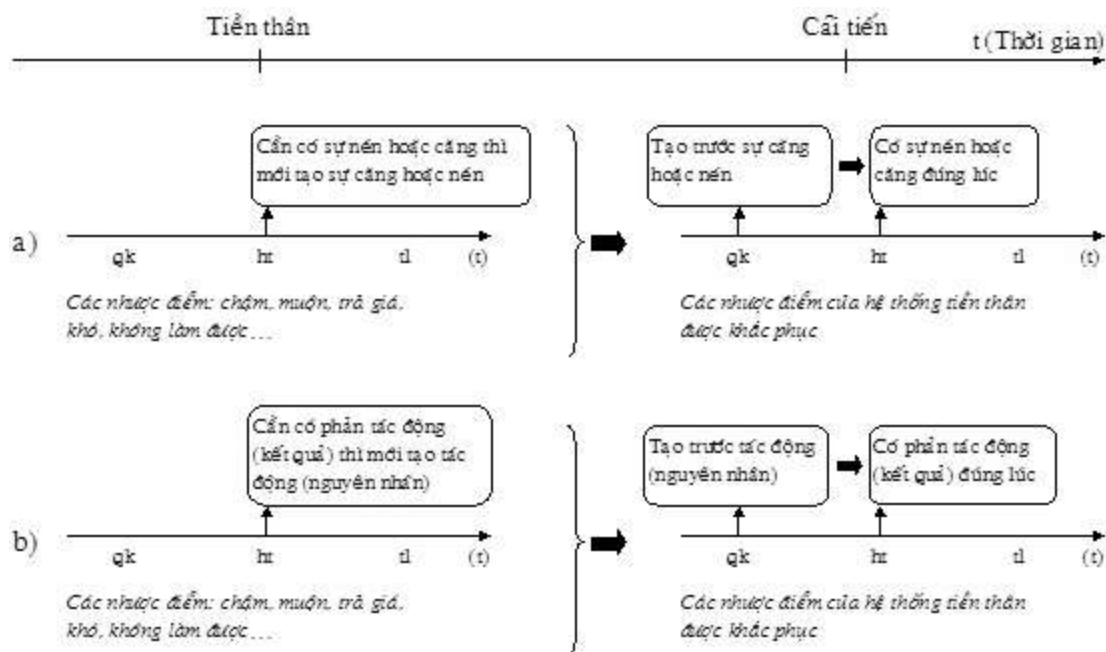 Tiền thân
Cải tiến
t (Thời gian)
Cần có sự nén hoặc căng thì
mới tạo sự căng hoặc nén
Tạo trước sự căng
hoặc nén
Có sự nén hoặc
căng đúng lúc
a)
qk
ht
tl
(t)
qk
ht
tl
(t)
Các nhược điểm: chậm, muộn, trả giá,
khó, không làm được ...
Các nhược điểm của hệ thống tiền thân
được khắc phục
Cần có phản tác động
(kết quả) thì mới tạo tác
động (nguyên nhân)
Tạo trước tác động
(nguyên nhân)
Có phản tác động
(kết quả) đúng lúc
b)
qk
ht
tl
(t)
qk
ht
tl
(t)
Các nhược điểm: chậm, muộn, trả giá,
khó, không làm được ...
Các nhược điểm của hệ thống tiền thân
được khắc phục